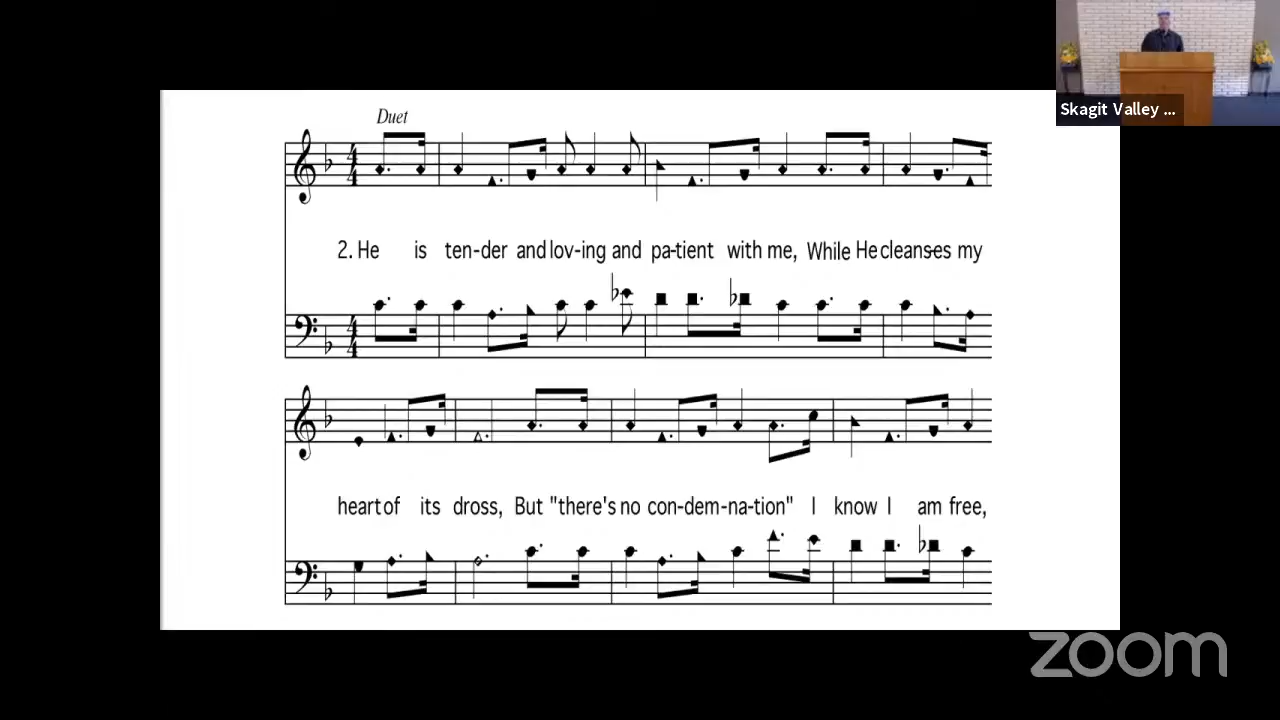 Skagit Valley ...
Duet
2. He is ten-der and lov-ing and pa-tient with me, While He cleans-es my
heart of its dross, But "there's no con-dem-na-tion" I know I am free,
zoom